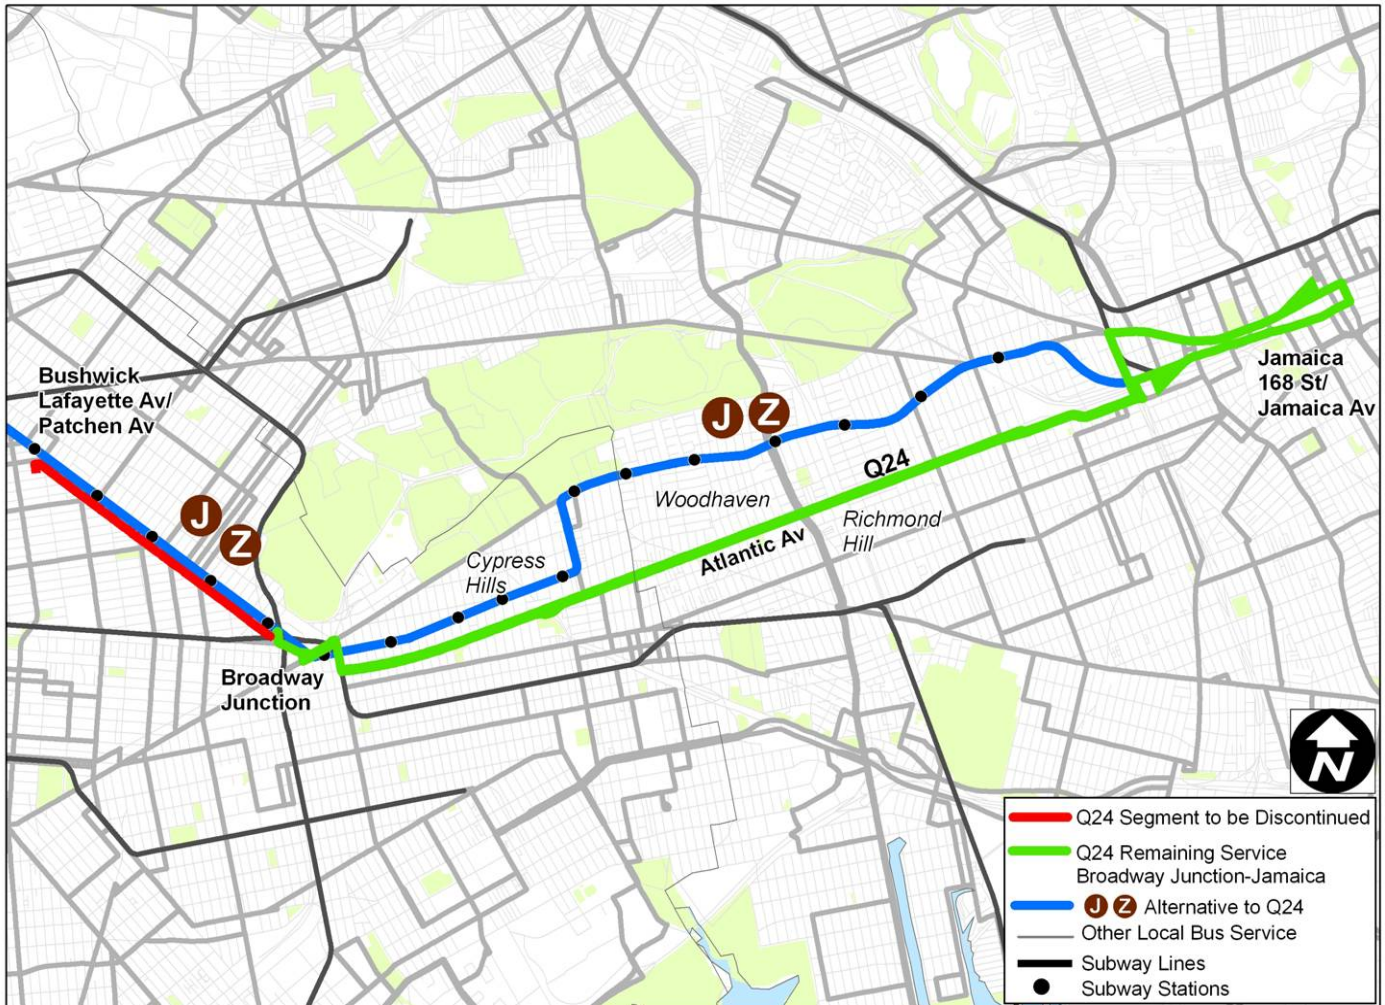 Bushwick
Lafayette Av/
Patchen Av
J
Z
J Z
Q24
Woodhaven
Richmond
Hill
Atlantic Av
Cypress
Hills
Broadway
Junction
Jamaica
168 St/
Jamaica Av
N
Q24 Segment to be Discontinued
Q24 Remaining Service
Broadway Junction-Jamaica
J Z Alternative to Q24
Other Local Bus Service
Subway Lines
Subway Stations